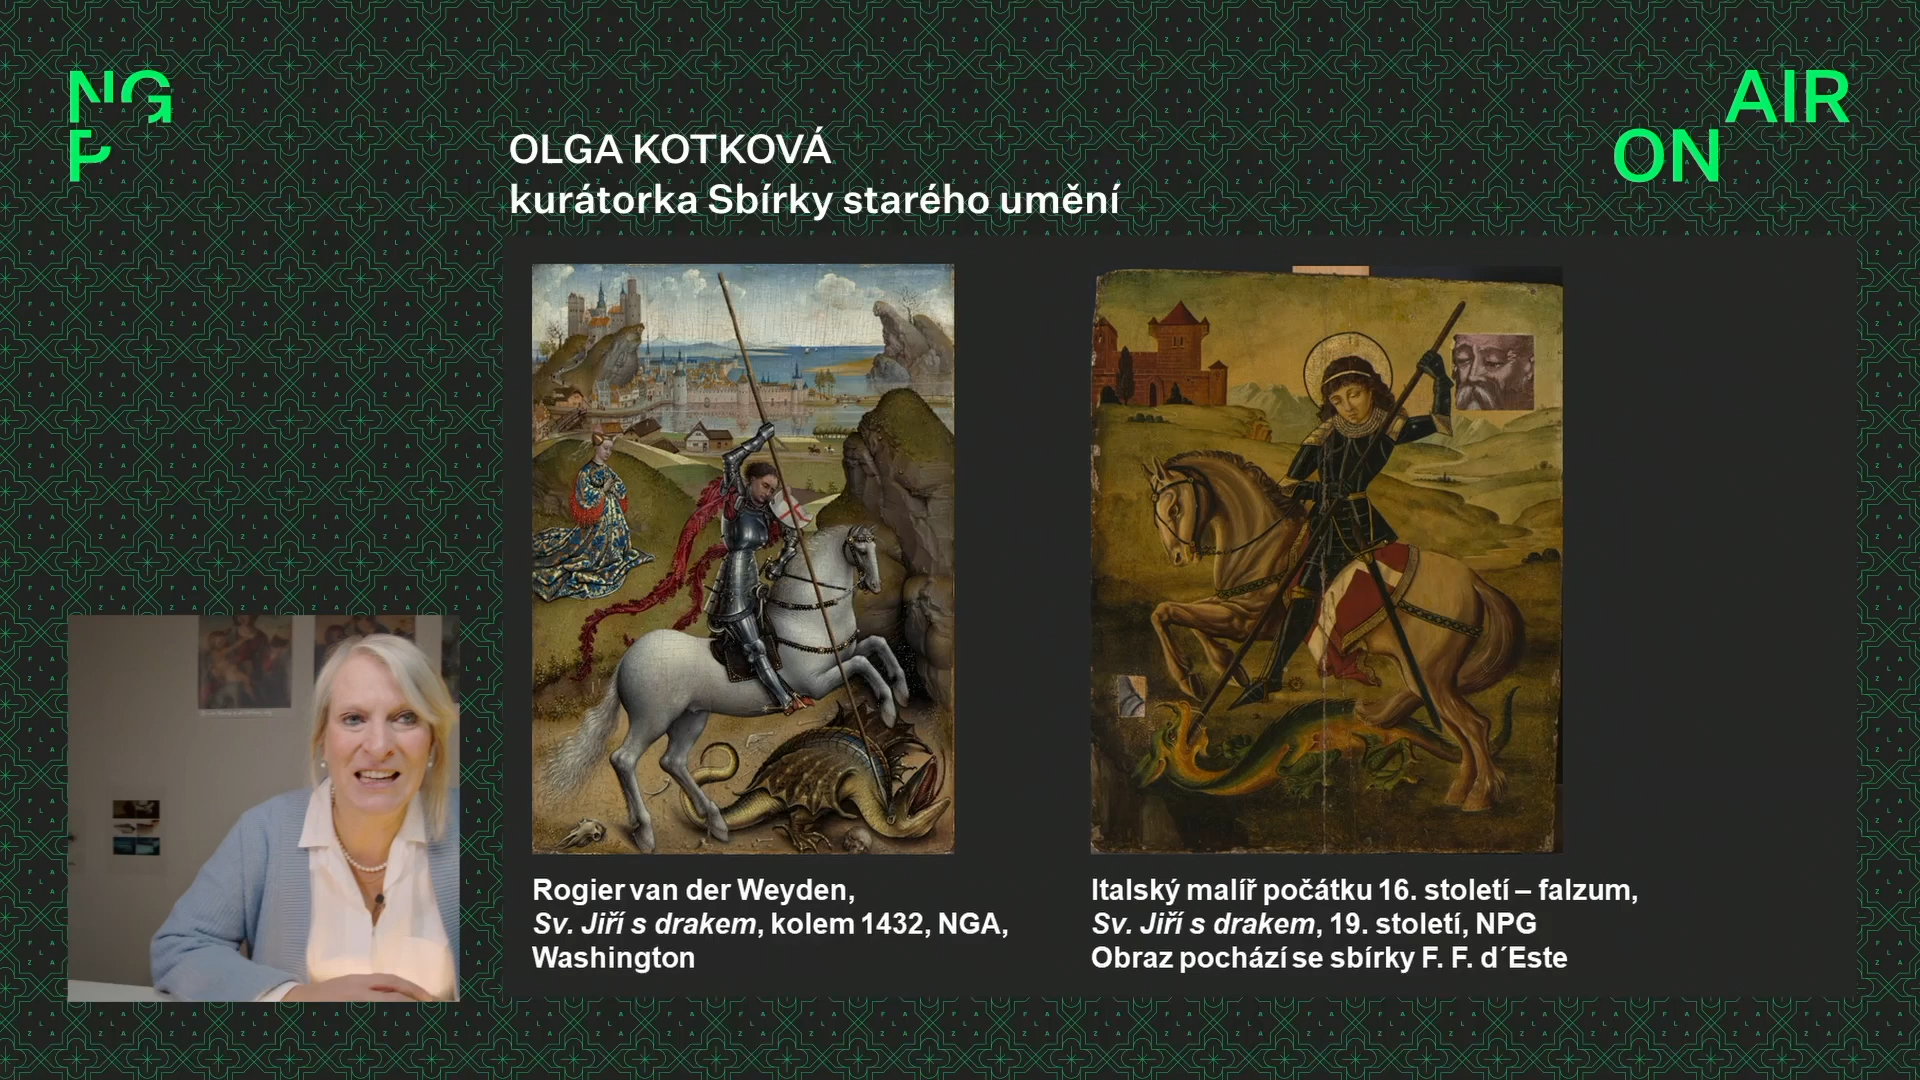 NG
P
AIR
ON
OLGA KOTKOVÁ
kurátorka Sbírky starého umění
Rogier van der Weyden,
Sv. Jiří s drakem, kolem 1432, NGA,
Washington
Italský malíř počátku 16. století – falzum,
Sv. Jiří s drakem, 19. století, NPG
Obraz pochází se sbírky F. F. d´Este